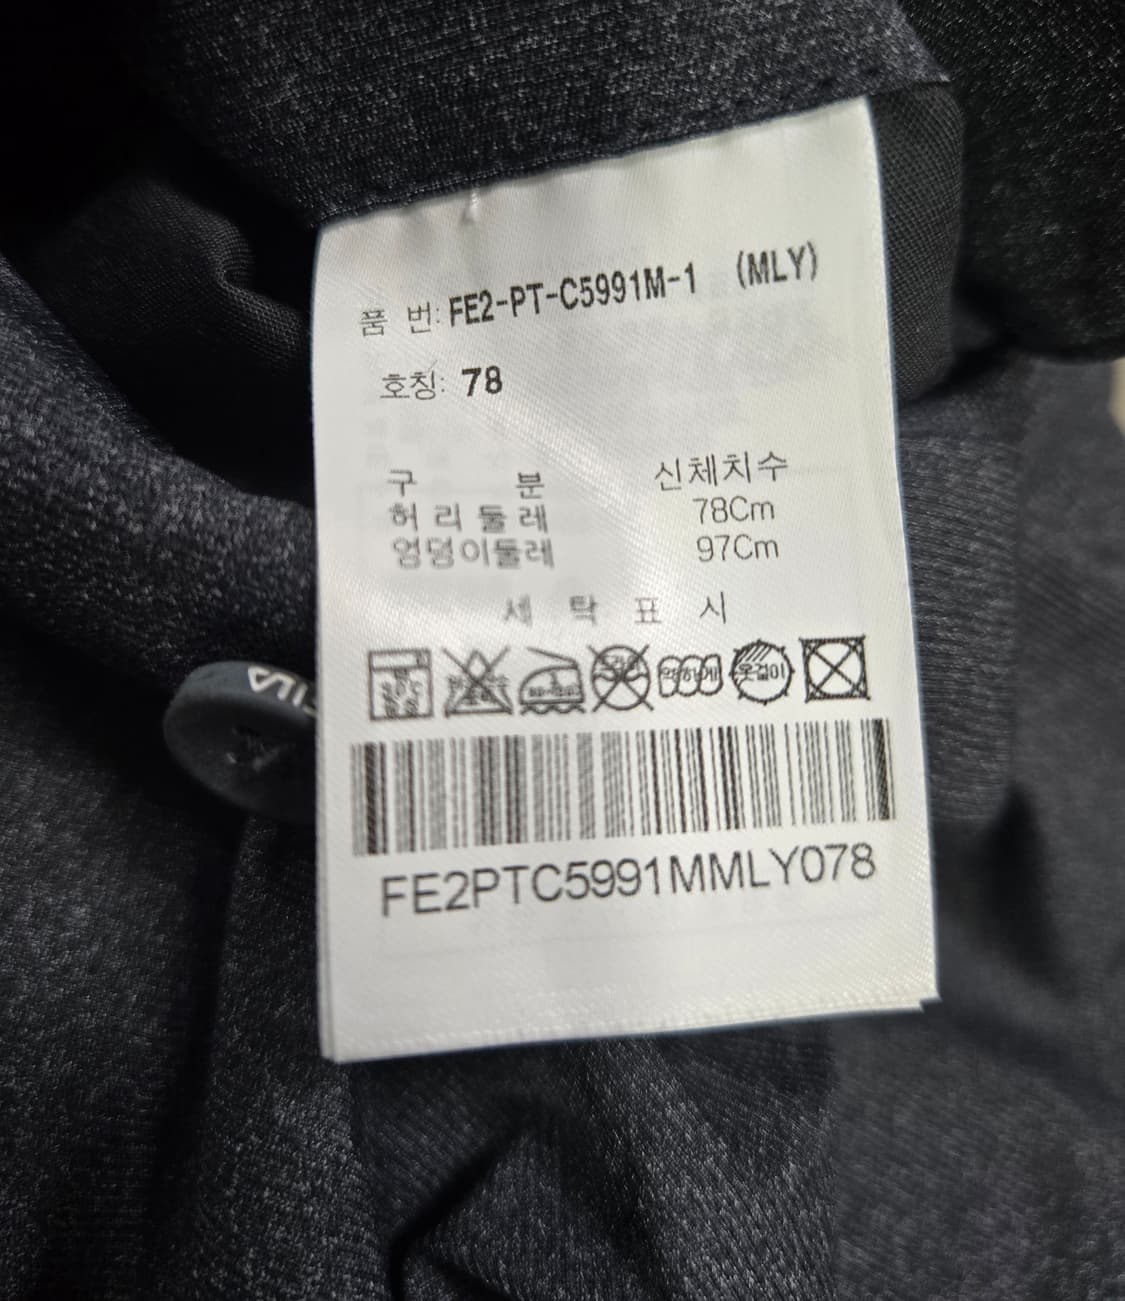 품 번: FE2-PT-C5991M-1 (MLY)
호칭: 78
구 분 신체치수
허리둘레 78Cm
엉덩이둘레 97Cm
세 탁 표 시
약하게 옷걸이
FE2PTC5991MMLY078
FILA